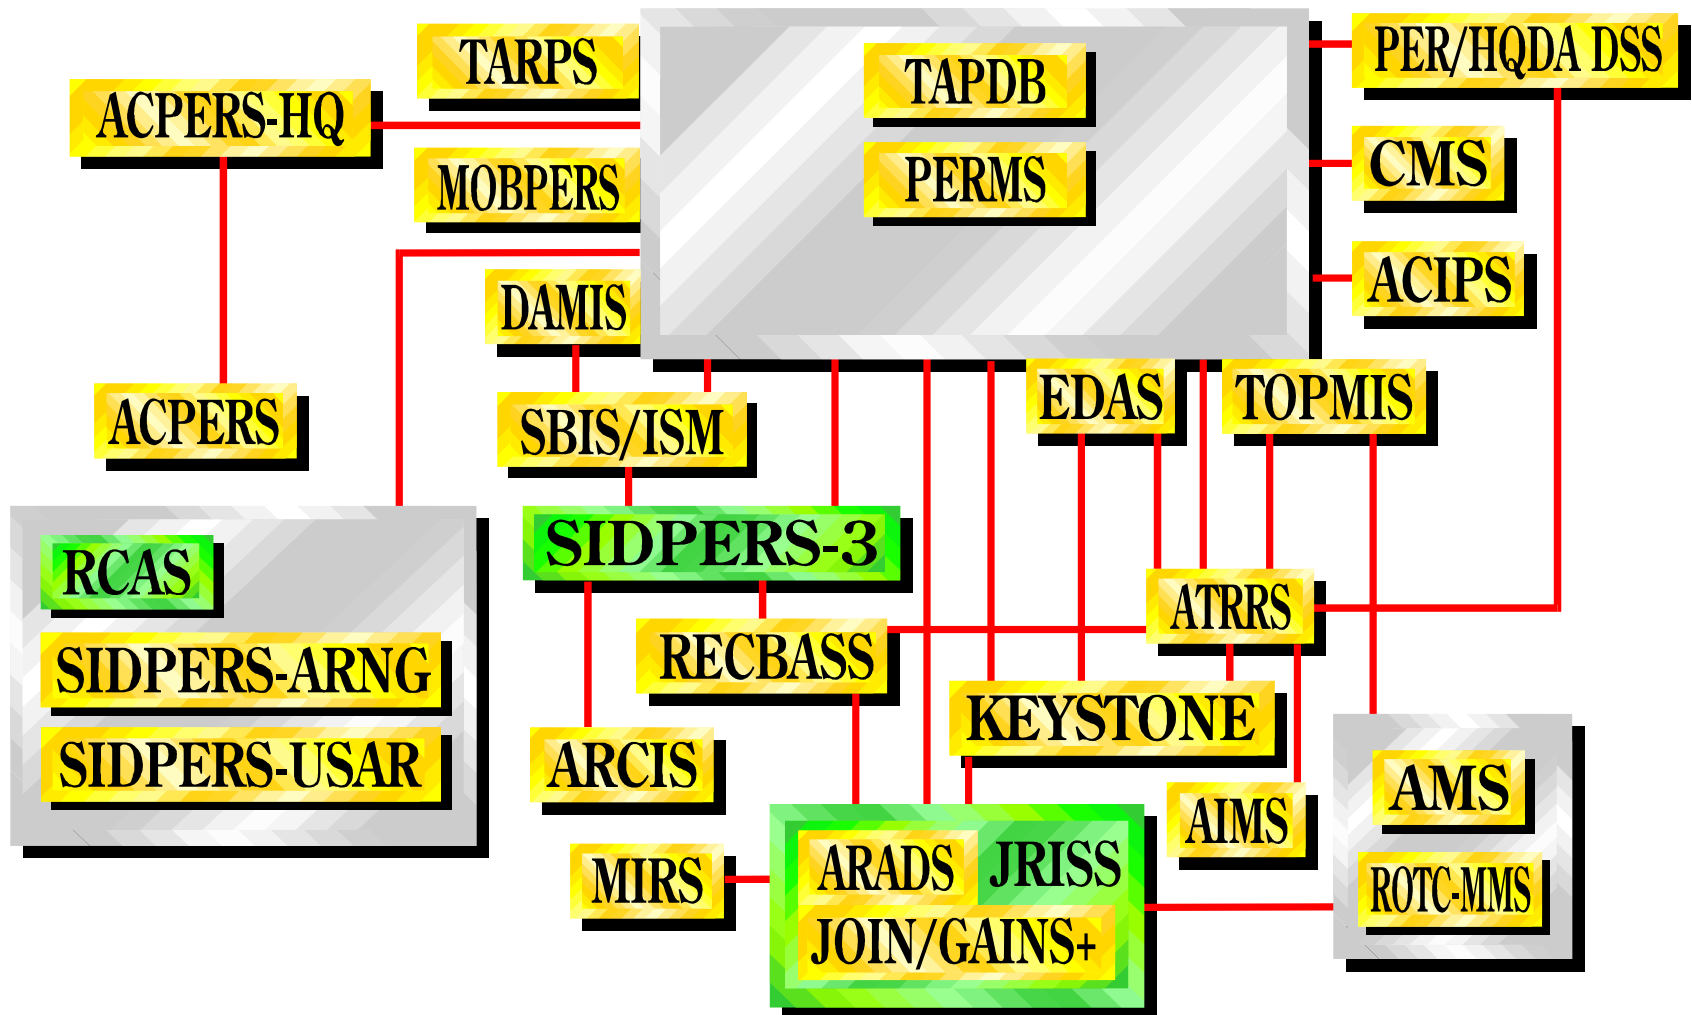 TARPS
PER/HQDA DSS
TAPDB
ACPERS-HQ
CMS
MOBPERS
PERMS
ACIPS
DAMIS
EDAS
TOPMIS
ACPERS
SBIS/ISM
SIDPERS-3
RCAS
ATRRS
SIDPERS-ARNG
RECBASS
KEYSTONE
SIDPERS-USAR
ARCIS
AMS
AIMS
MIRS
ARADS
JRISS
ROTC-MMS
JOIN/GAINS+